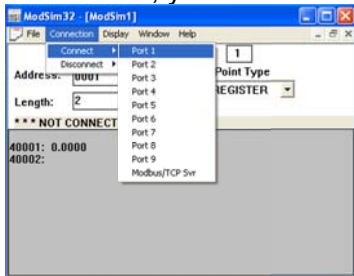 ModSim32 - [ModSim1]
File Connection Display Window Help
Connect
Disconnect
Port 1
Port 2
Port 3
Port 4
Port 5
Port 6
Port 7
Port 8
Port 9
Modbus/TCP Svr
1
Address: 0001
Point Type
Length: 2
REGISTER
*** NOT CONNECT
40001: 0.0000
40002: